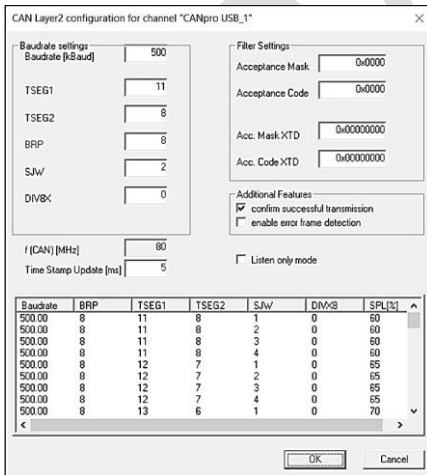 CAN Layer2 configuration for channel "CANpro USB_1"
Baudrate settings
Baudrate [kBaud] 500
TSEG1 11
TSEG2 8
BRP 8
SJW 2
DIV8X 0
f (CAN) [MHz] 80
Time Stamp Update [ms] 5
Filter Settings
Acceptance Mask 0x0000
Acceptance Code 0x0000
Acc. Mask XTD 0x00000000
Acc. Code XTD 0x00000000
Additional Features
confirm successful transmission
enable error frame detection
Listen only mode
Baudrate BRP TSEG1 TSEG2 SJW DIVX8 SPL[%]
500.00 8 11 8 1 0 60
500.00 8 11 8 2 0 60
500.00 8 11 8 3 0 60
500.00 8 11 8 4 0 60
500.00 8 12 7 1 0 65
500.00 8 12 7 2 0 65
500.00 8 12 7 3 0 65
500.00 8 12 7 4 0 65
500.00 8 13 6 1 0 70
OK Cancel